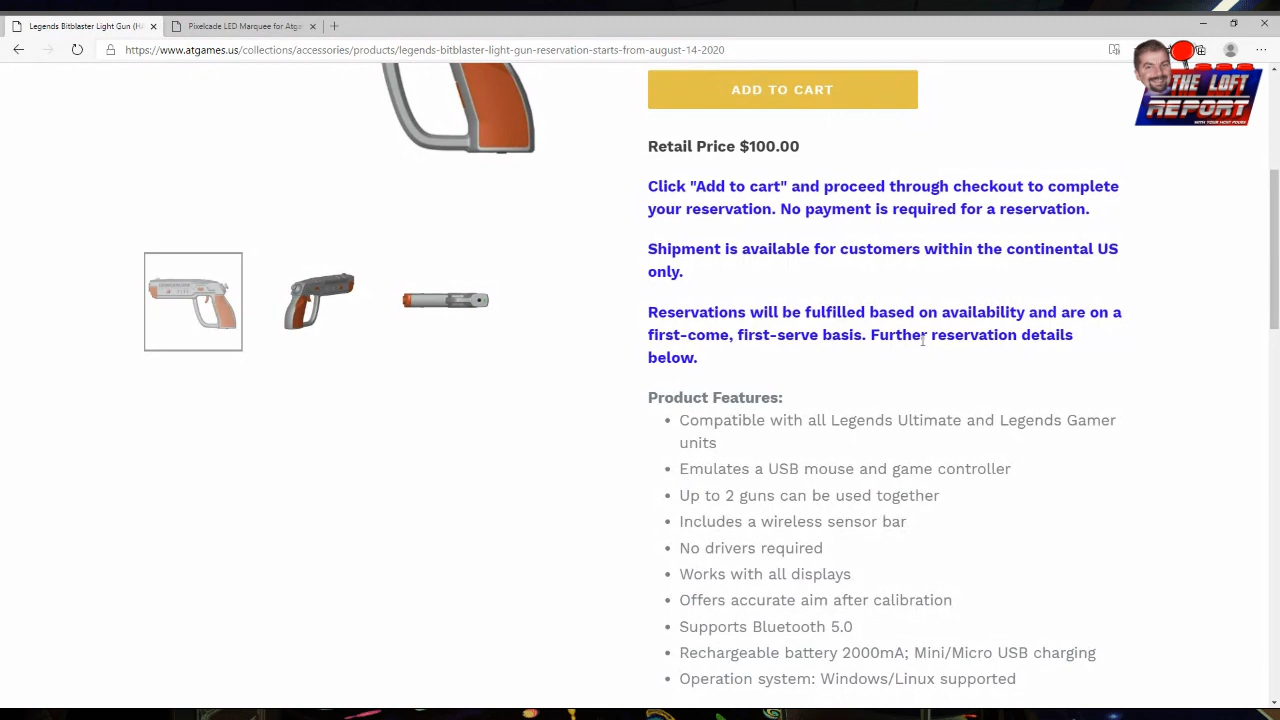 Legends Bitblaster Light Gun (HA
Pixelcade LED Marquee for Atga
https://www.atgames.us/collections/accessories/products/legends-bitblaster-light-gun-reservation-starts-from-august-14-2020
THE LOFT
REPORT
WITH YOUR HOST
ADD TO CART
Retail Price $100.00
Click "Add to cart" and proceed through checkout to complete
your reservation. No payment is required for a reservation.
Shipment is available for customers within the continental US
only.
Reservations will be fulfilled based on availability and are on a
first-come, first-serve basis. Further reservation details
below.
Product Features:
• Compatible with all Legends Ultimate and Legends Gamer
units
• Emulates a USB mouse and game controller
• Up to 2 guns can be used together
• Includes a wireless sensor bar
• No drivers required
• Works with all displays
• Offers accurate aim after calibration
• Supports Bluetooth 5.0
• Rechargeable battery 2000mA; Mini/Micro USB charging
• Operation system: Windows/Linux supported